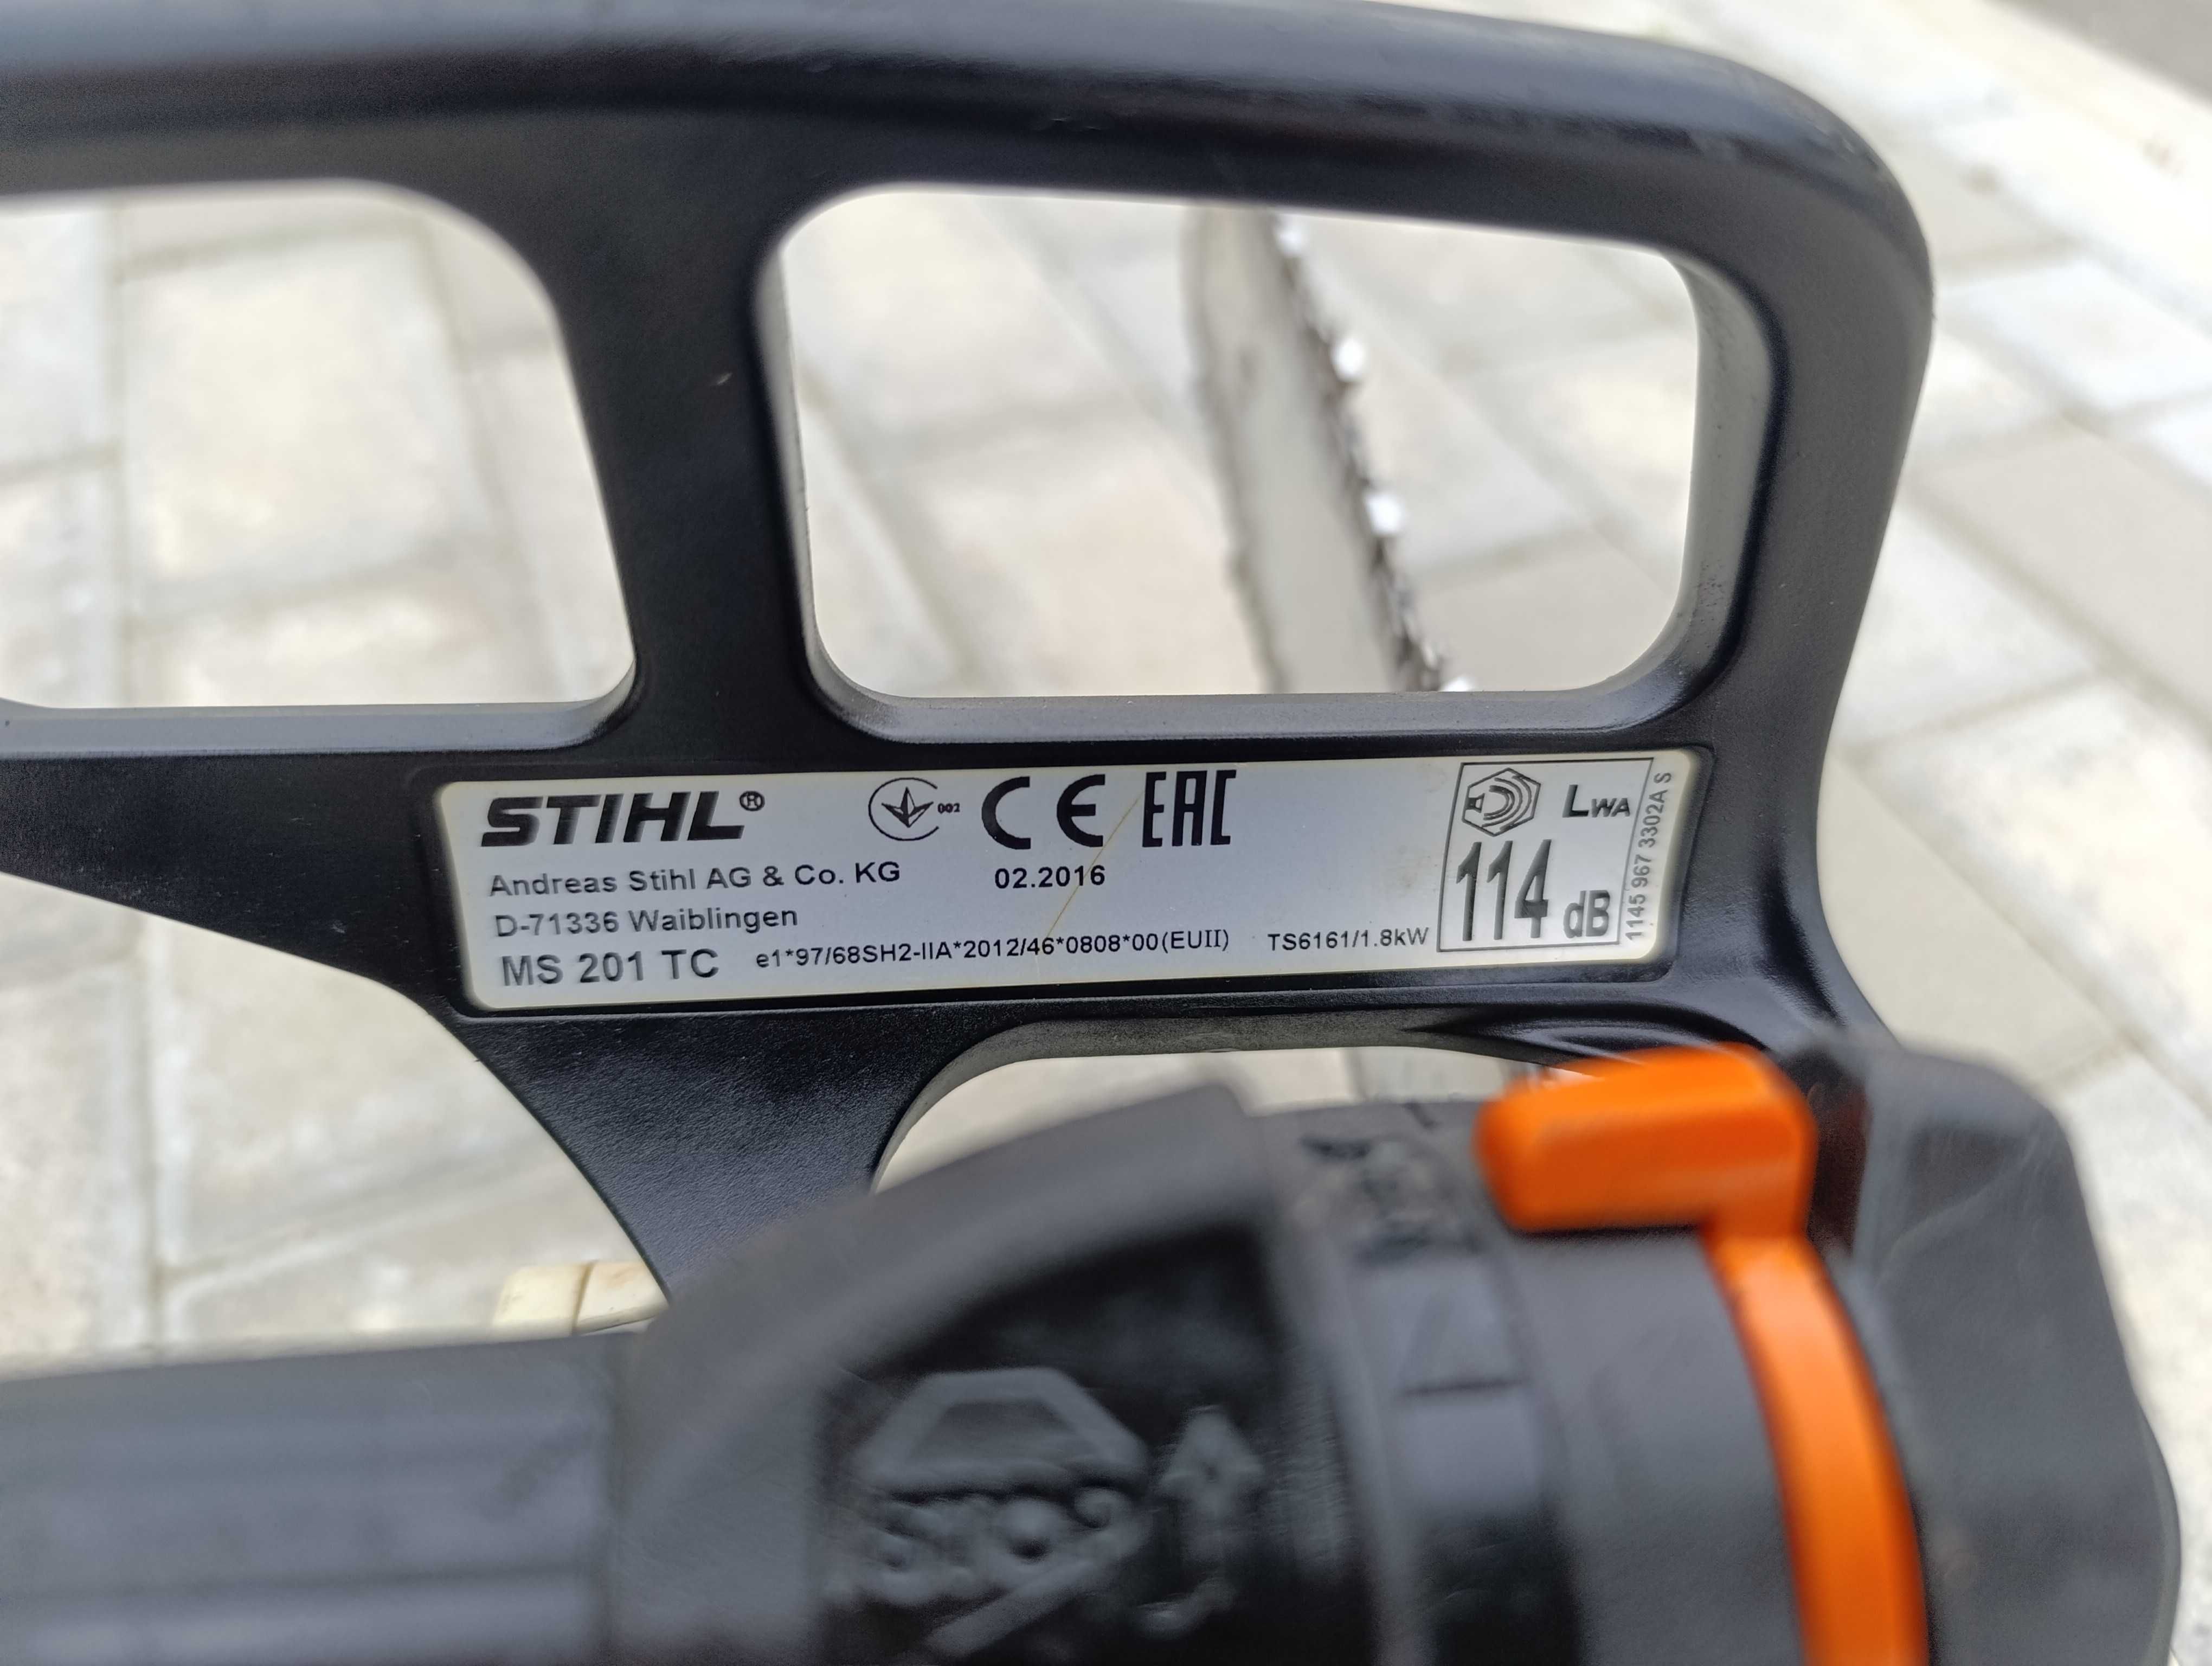 STIHL®
002 CE EAC
Andreas Stihl AG & Co. KG
02.2016
D-71336 Waiblingen
MS 201 TC
e1*97/68SH2-IIA*2012/46*0808*00(EUII)
TS6161/1.8kW
LWA
114 dB
1145 967 3302A S